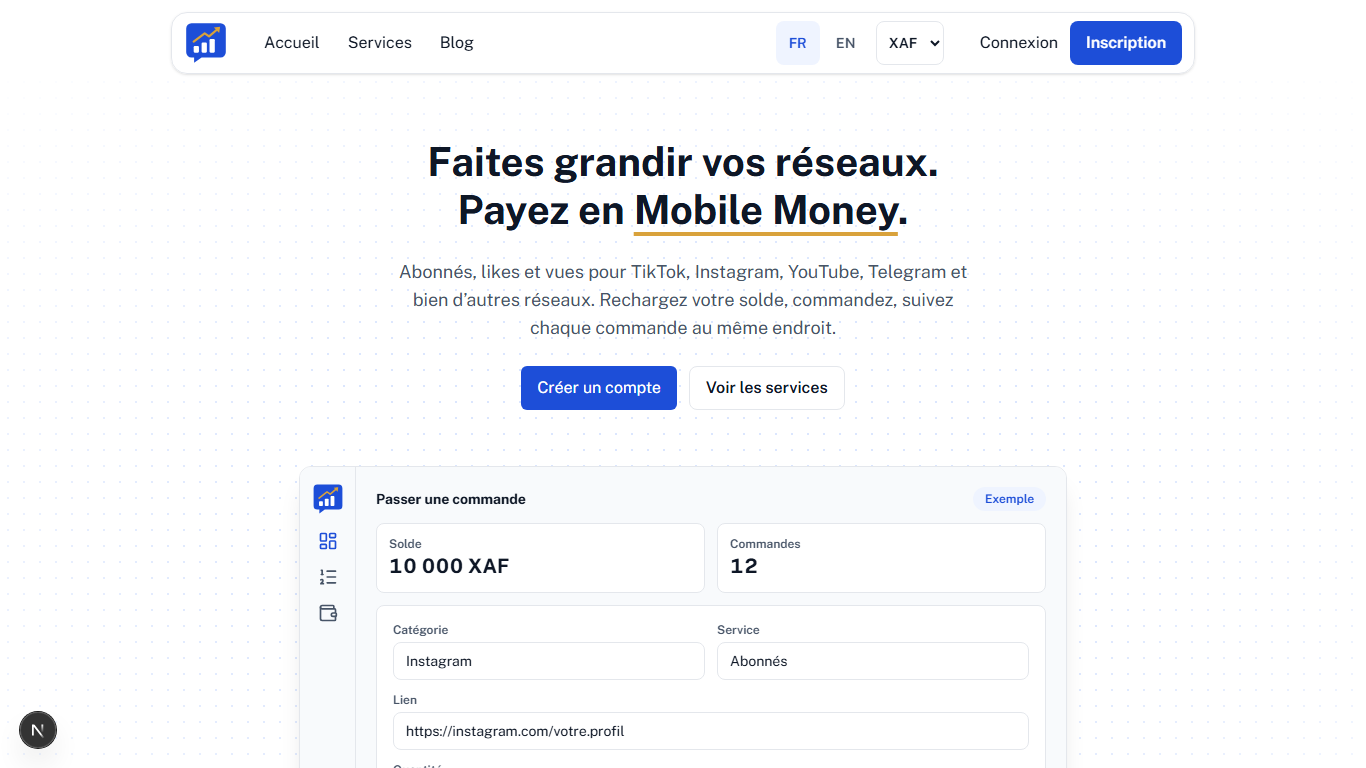 Accueil Services Blog FR EN XAF Connexion Inscription
Faites grandir vos réseaux.
Payez en Mobile Money.
Abonnés, likes et vues pour TikTok, Instagram, YouTube, Telegram et
bien d’autres réseaux. Rechargez votre solde, commandez, suivez
chaque commande au même endroit.
Créer un compte Voir les services
Passer une commande Exemple
Solde Commandes
10 000 XAF 12
Catégorie Service
Instagram Abonnés
Lien
https://instagram.com/votre.profil
N